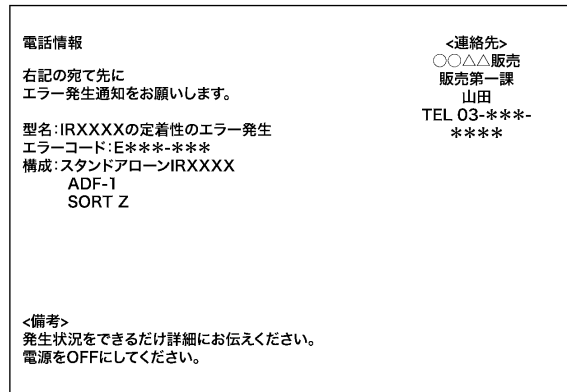 電話情報
右記の宛て先に
エラー発生通知をお願いします。
型名:IRXXXXの定着性のエラー発生
エラーコード:E***-***
構成:スタンドアローンIRXXXX
ADF-1
SORT Z
<連絡先>
○○△△販売
販売第一課
山田
TEL 03-***-
****
<備考>
発生状況をできるだけ詳細にお伝えください。
電源をOFFにしてください。